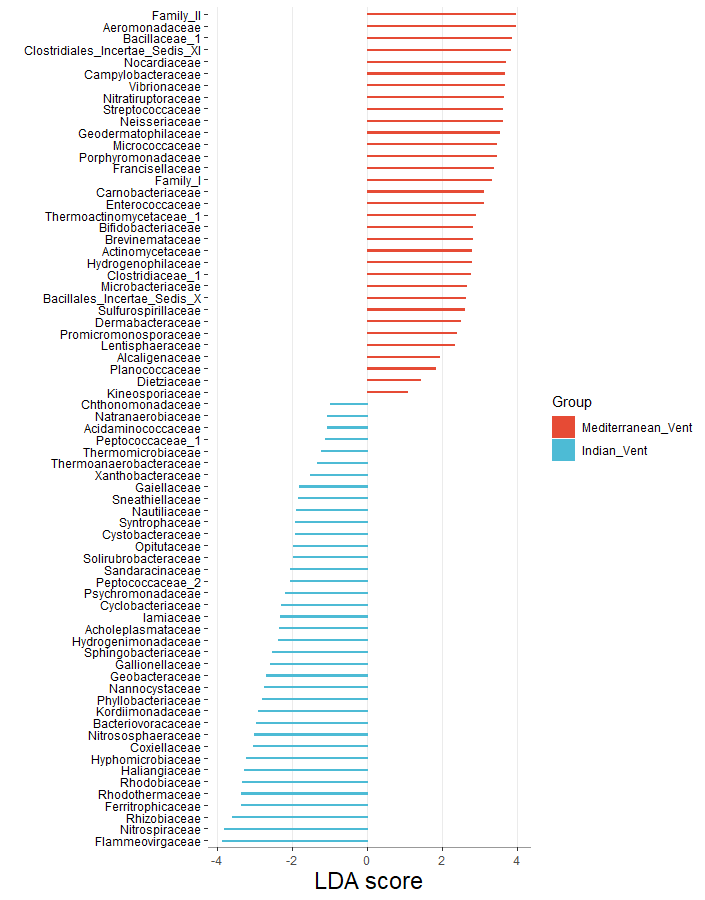 Family_II
Aeromonadaceae
Bacillaceae_1
Clostridiales_Incertae_Sedis_XI
Nocardiaceae
Campylobacteraceae
Vibrionaceae
Nitratiruptoraceae
Streptococcaceae
Neisseriaceae
Geodermatophilaceae
Micrococcaceae
Porphyromonadaceae
Francisellaceae
Family_I
Carnobacteriaceae
Enterococcaceae
Thermoactinomycetaceae_1
Bifidobacteriaceae
Brevinemataceae
Actinomycetaceae
Hydrogenophilaceae
Clostridiaceae_1
Microbacteriaceae
Bacillales_Incertae_Sedis_X
Sulfurospirillaceae
Dermabacteraceae
Promicromonosporaceae
Lentisphaeraceae
Alcaligenaceae
Planococcaceae
Dietziaceae
Kineosporiaceae
Chthonomonadaceae
Natranaerobiaceae
Acidaminococcaceae
Peptococcaceae_1
Thermomicrobiaceae
Thermoanaerobacteraceae
Xanthobacteraceae
Gaiellaceae
Sneathiellaceae
Nautiliaceae
Syntrophaceae
Cystobacteraceae
Opitutaceae
Solirubrobacteraceae
Sandaracinaceae
Peptococcaceae_2
Psychromonadaceae
Cyclobacteriaceae
Iamiaceae
Acholeplasmataceae
Hydrogenimonadaceae
Sphingobacteriaceae
Gallionellaceae
Geobacteraceae
Nannocystaceae
Phyllobacteriaceae
Kordiimonadaceae
Bacteriovoracaceae
Nitrososphaeraceae
Coxiellaceae
Hyphomicrobiaceae
Haliangiaceae
Rhodobiaceae
Rhodothermaceae
Ferritrophicaceae
Rhizobiaceae
Nitrospiraceae
Flammeovirgaceae
-4 -2 0 2 4
LDA score
Group
Mediterranean_Vent
Indian_Vent